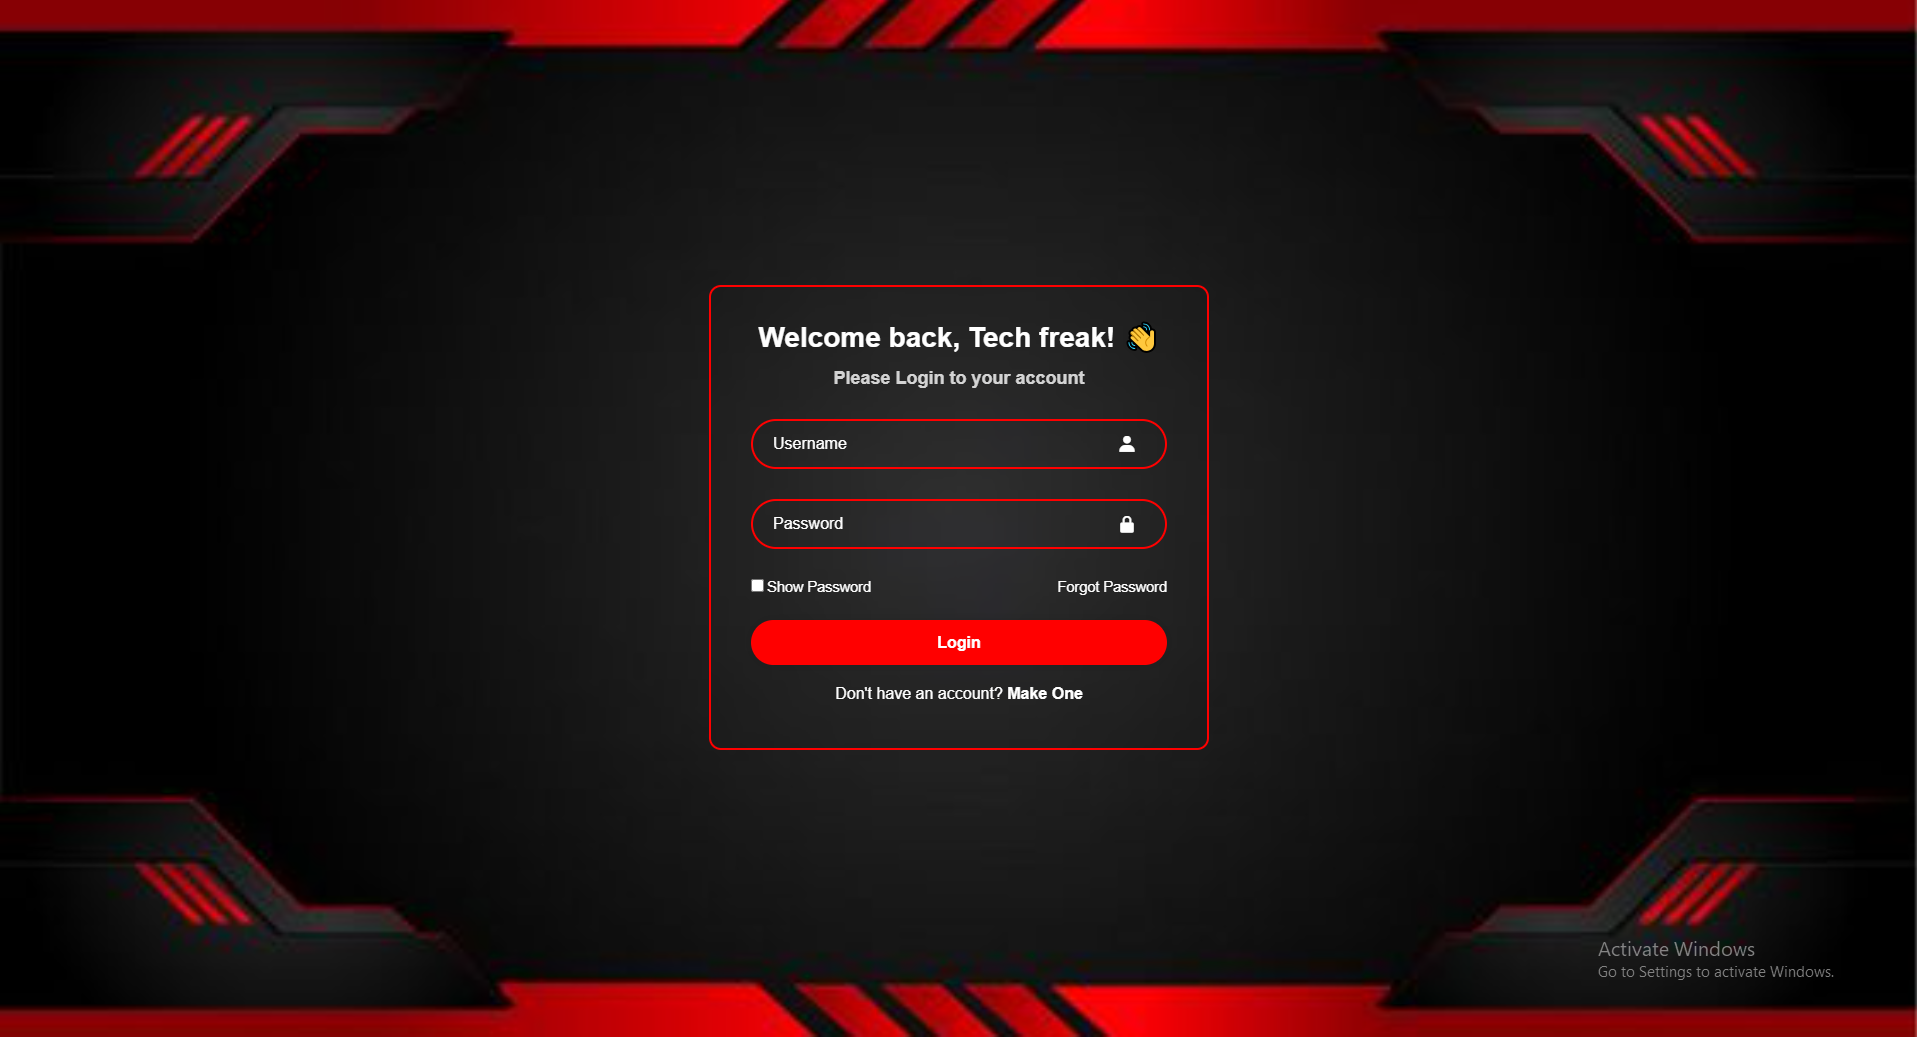 Welcome back, Tech freak! 👋
Please Login to your account
Username
Password
Show Password
Forgot Password
Login
Don't have an account? Make One
Activate Windows
Go to Settings to activate Windows.